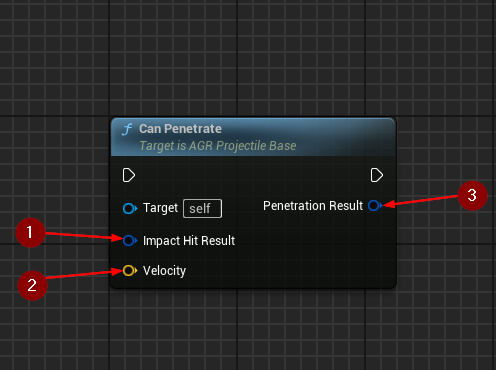 f Can Penetrate
Target is AGR Projectile Base
Target self
Penetration Result
3
1
Impact Hit Result
2
Velocity